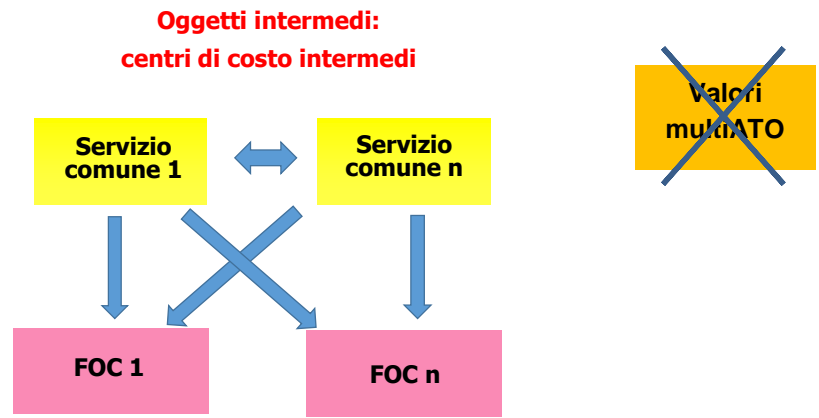 Oggetti intermedi:
centri di costo intermedi
Valori
multiATO
Servizio
comune 1
Servizio
comune n
FOC 1
FOC n